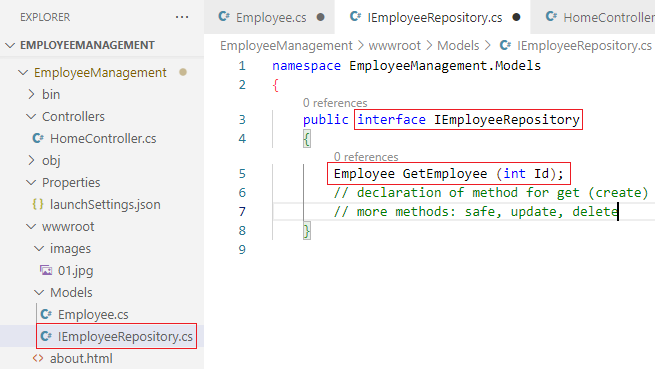 EXPLORER
EMPLOYEEMANAGEMENT
EmployeeManagement
bin
Controllers
C# HomeController.cs
obj
Properties
{} launchSettings.json
wwwroot
images
01.jpg
Models
C# Employee.cs
C# IEmployeeRepository.cs
<> about.html
C# Employee.cs
C# IEmployeeRepository.cs
C# HomeController
EmployeeManagement > wwwroot > Models > C# IEmployeeRepository.cs
1 namespace EmployeeManagement.Models
2 {
0 references
3 public interface IEmployeeRepository
4 {
0 references
5 Employee GetEmployee (int Id);
6 // declaration of method for get (create)
7 // more methods: safe, update, delete
8 }
9